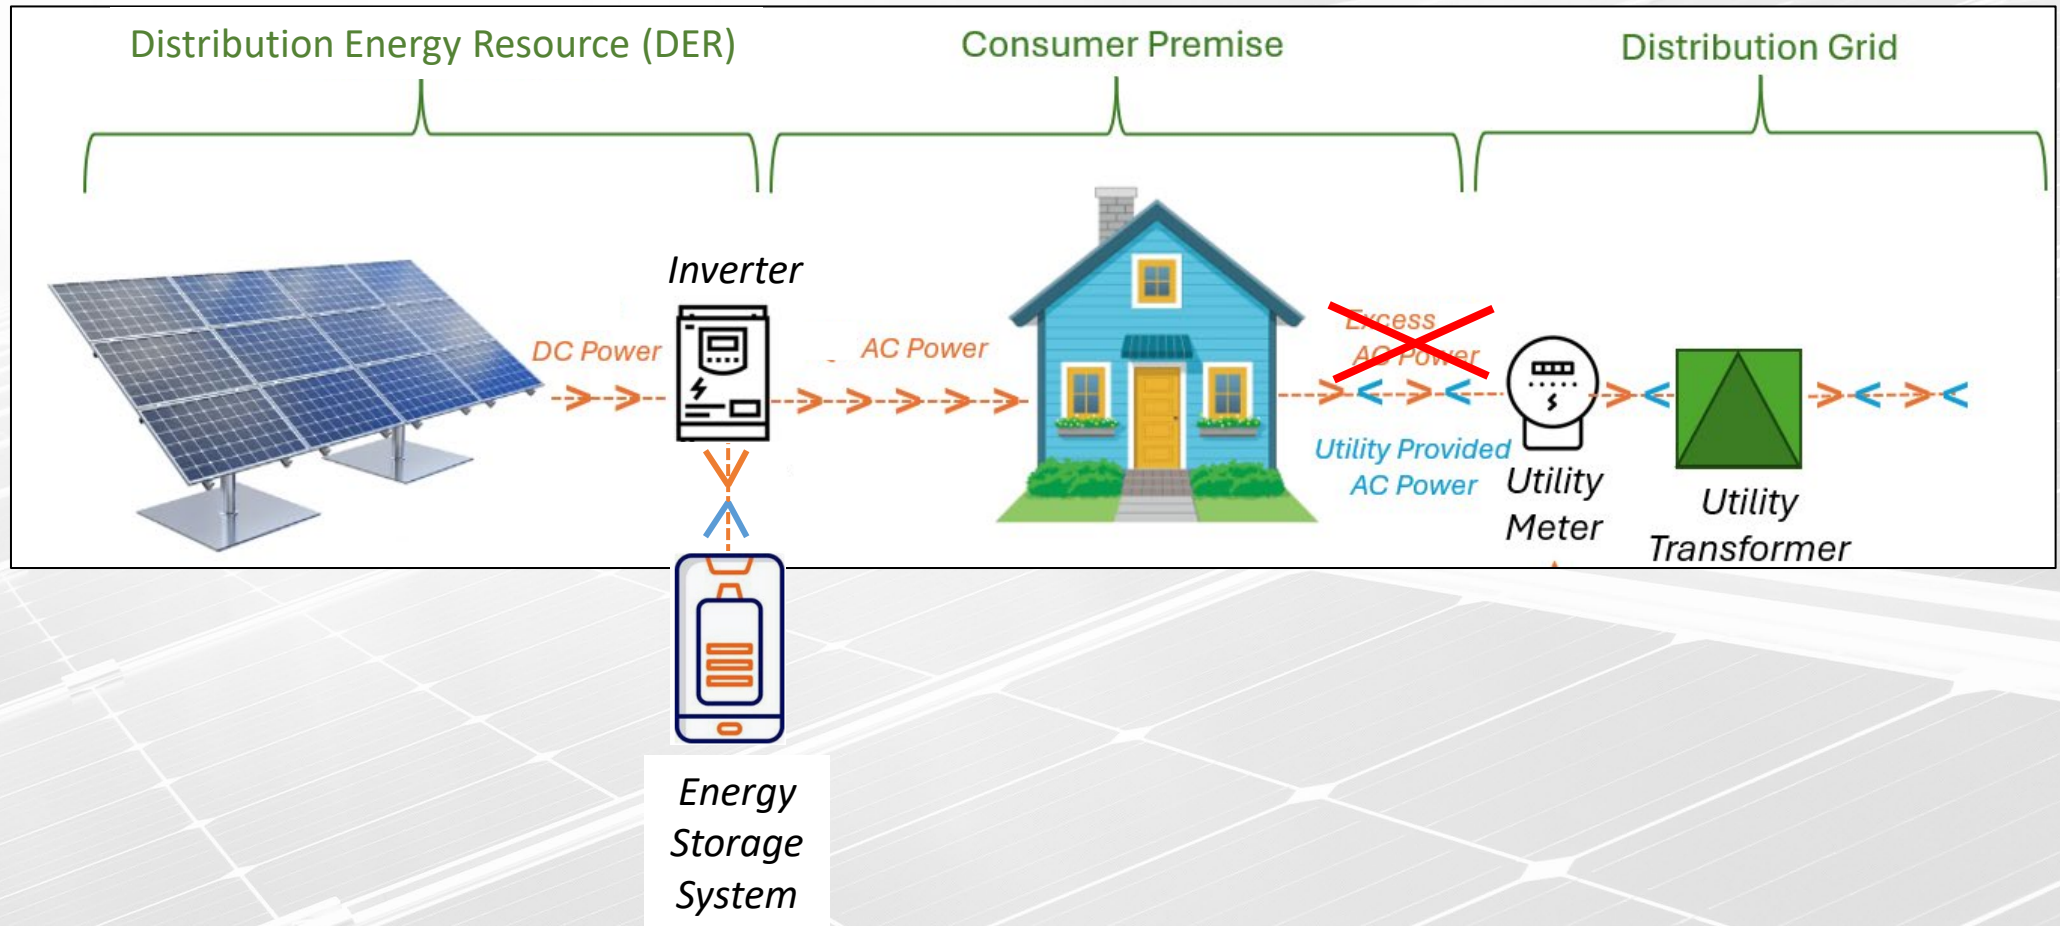 Distribution Energy Resource (DER)
Consumer Premise
Distribution Grid
Inverter
DC Power
AC Power
Excess
AC Power
Utility Provided
AC Power
Utility
Meter
Utility
Transformer
Energy
Storage
System